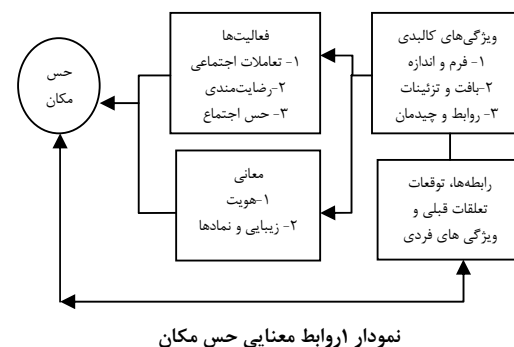 ویژگی‌های کالبدی
۱- فرم و اندازه
۲-بافت و تزئینات
۳- روابط و چیدمان
رابطه‌ها، توقعات
تعلقات قبلی و
ویژگی های فردی
فعالیت‌ها
۱- تعاملات اجتماعی
۲-رضایت‌مندی
۳- حس اجتماع
معانی
۱-هویت
۲- زیبایی و نمادها
حس
مکان
نمودار ۱روابط معنایی حس مکان